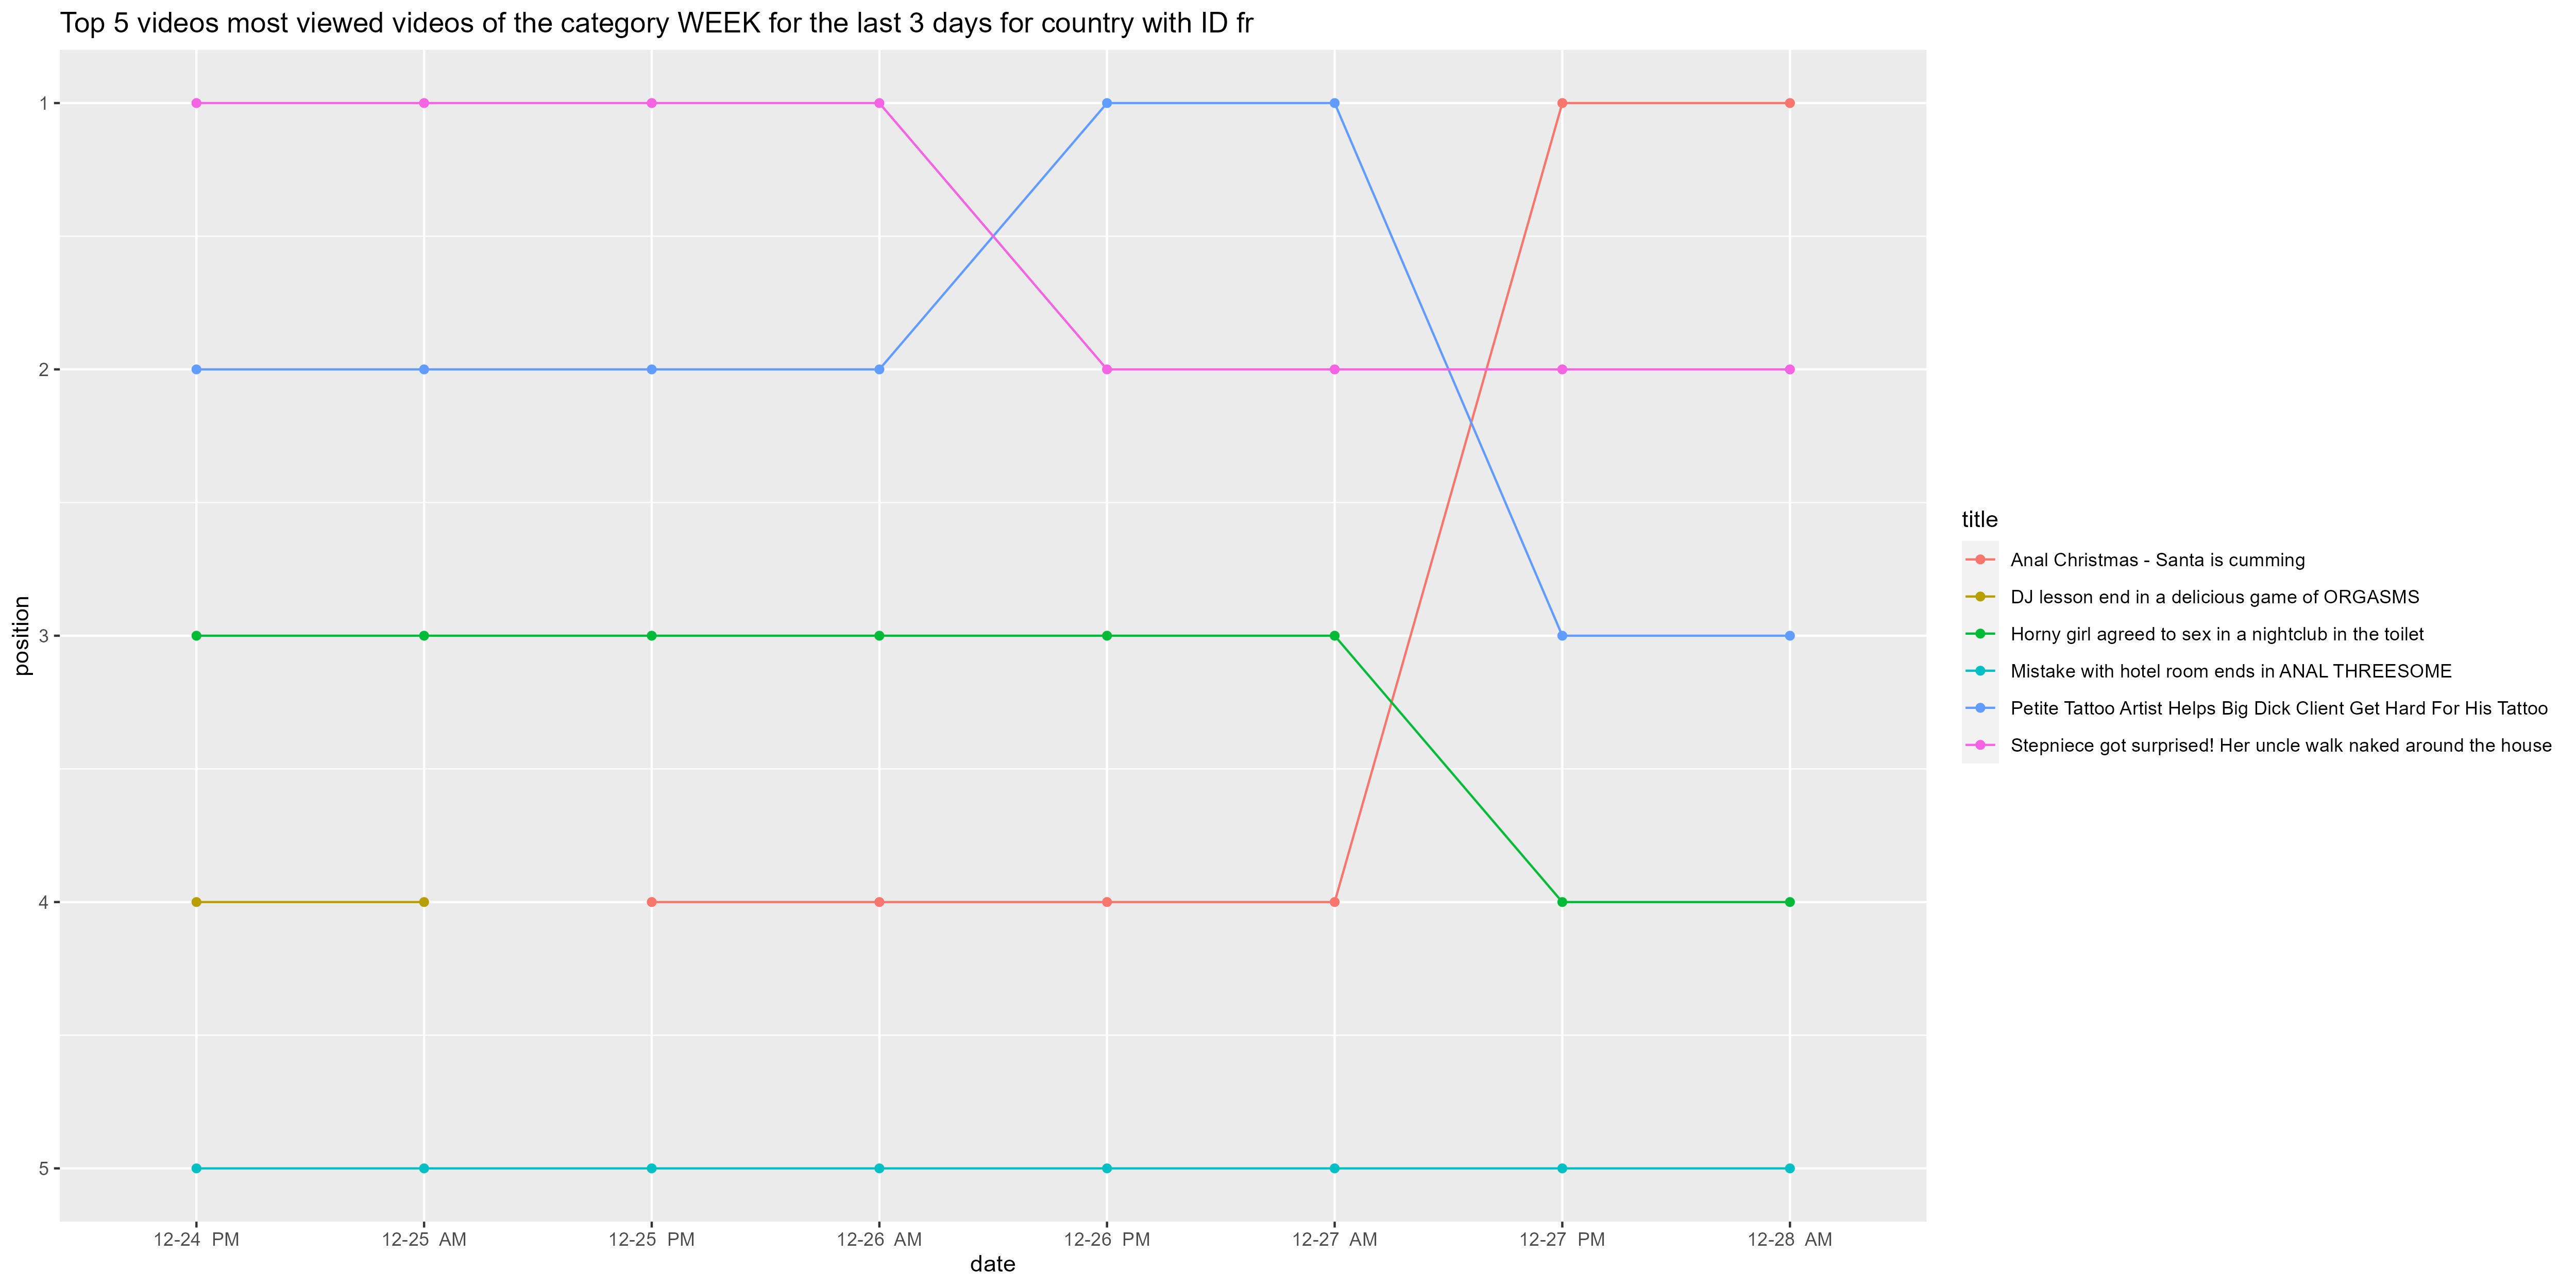 Top 5 videos most viewed videos of the category WEEK for the last 3 days for country with ID fr
position
1
2
3
4
5
12-24 PM
12-25 AM
12-25 PM
12-26 AM
12-26 PM
12-27 AM
12-27 PM
12-28 AM
date
title
Anal Christmas - Santa is cumming
DJ lesson end in a delicious game of ORGASMS
Horny girl agreed to sex in a nightclub in the toilet
Mistake with hotel room ends in ANAL THREESOME
Petite Tattoo Artist Helps Big Dick Client Get Hard For His Tattoo
Stepniece got surprised! Her uncle walk naked around the house